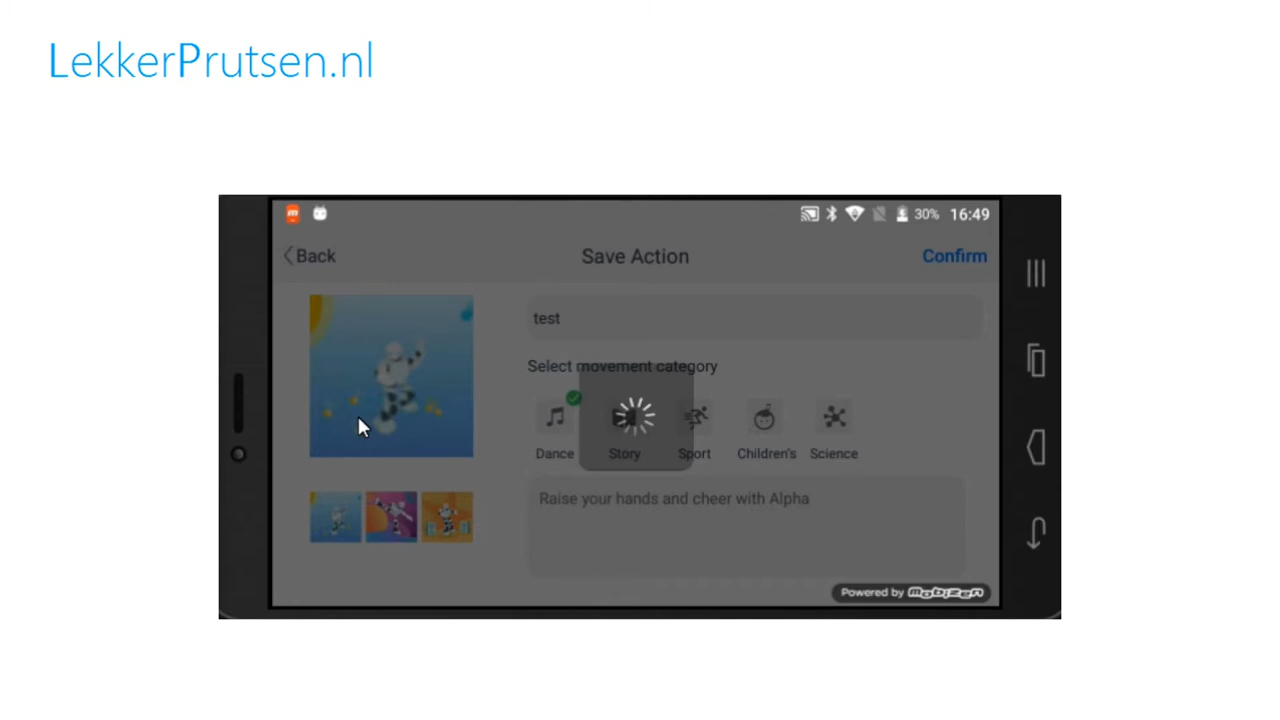 LekkerPrutsen.nl
30% 16:49
Back
Save Action
Confirm
test
Select movement category
Dance
Story
Sport
Children's
Science
Raise your hands and cheer with Alpha
Powered by mobizen